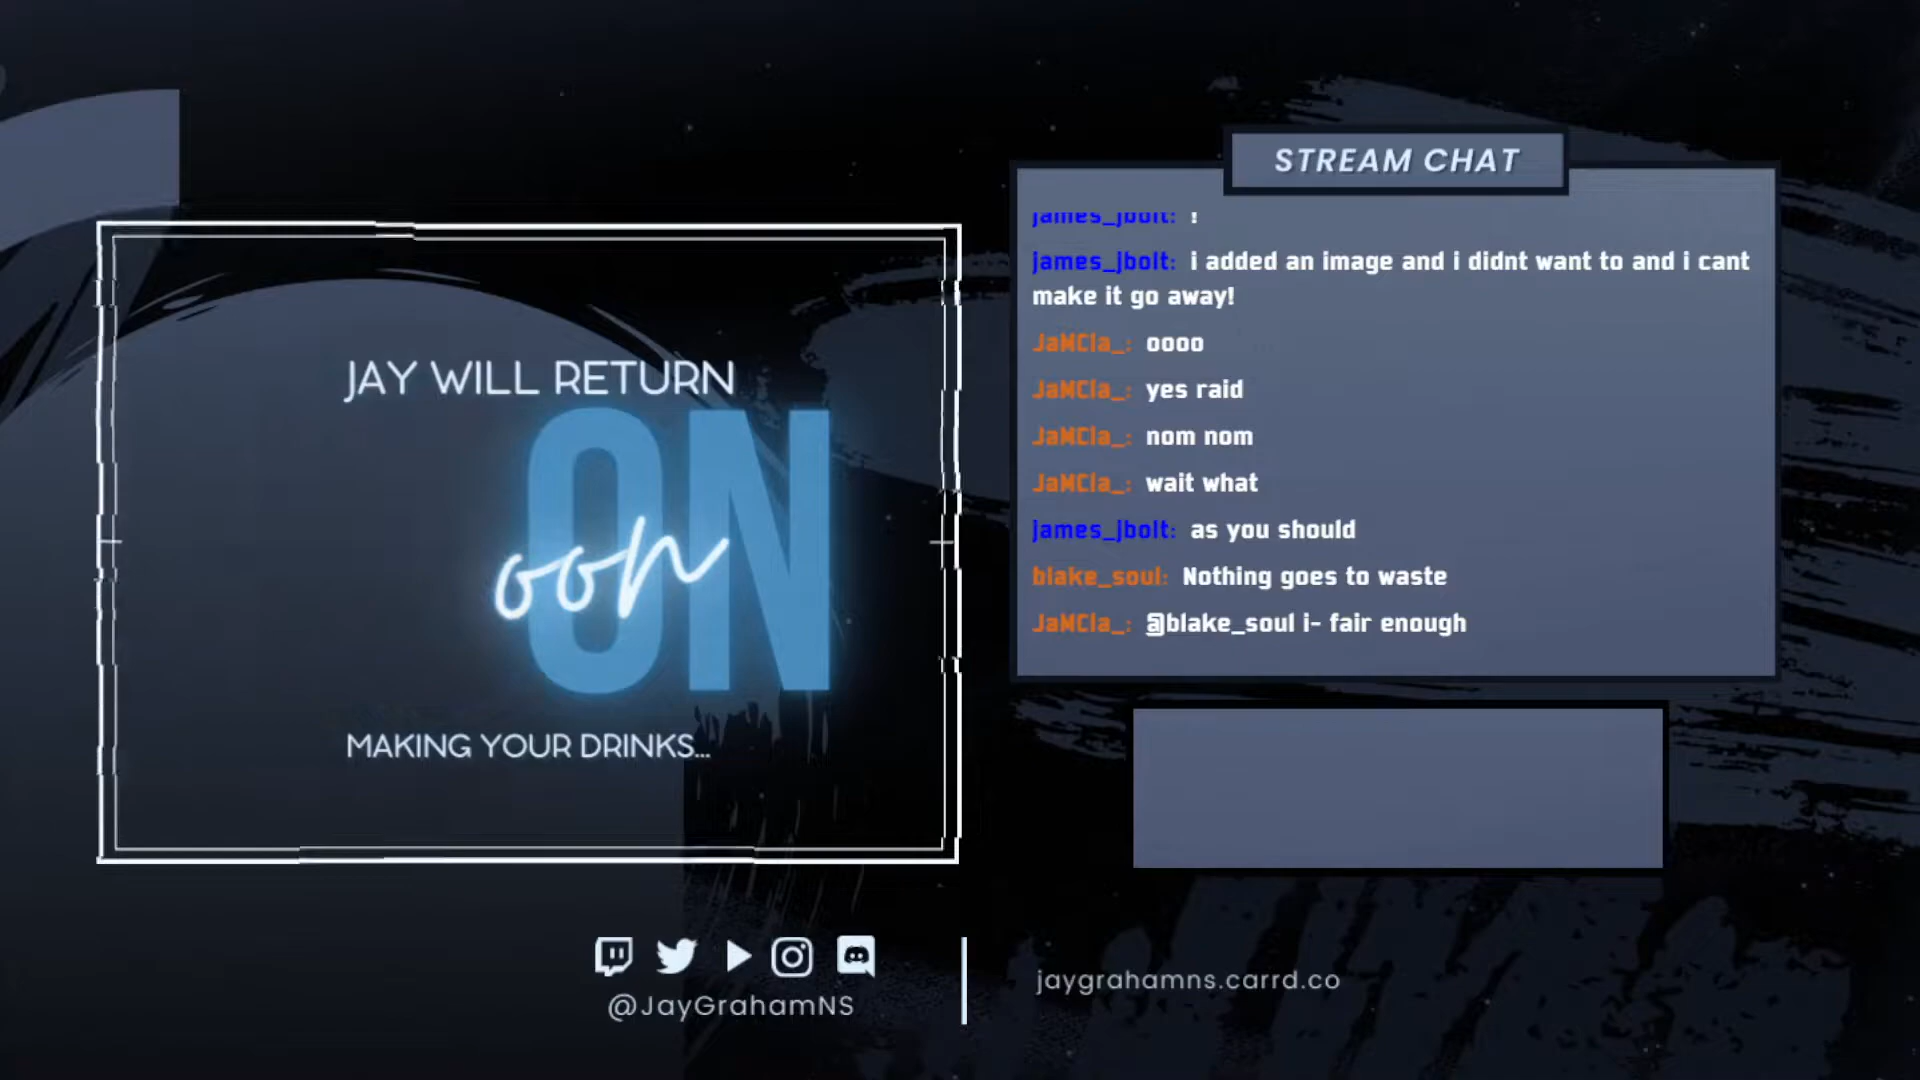 JAY WILL RETURN
ON
oon
MAKING YOUR DRINKS...
STREAM CHAT
james_jbolt: !
james_jbolt: i added an image and i didnt want to and i cant
make it go away!
JaMCla_: oooo
JaMCla_: yes raid
JaMCla_: nom nom
JaMCla_: wait what
james_jbolt: as you should
blake_soul: Nothing goes to waste
JaMCla_: @blake_soul i- fair enough
@JayGrahamNS
jaygrahamns.carrd.co